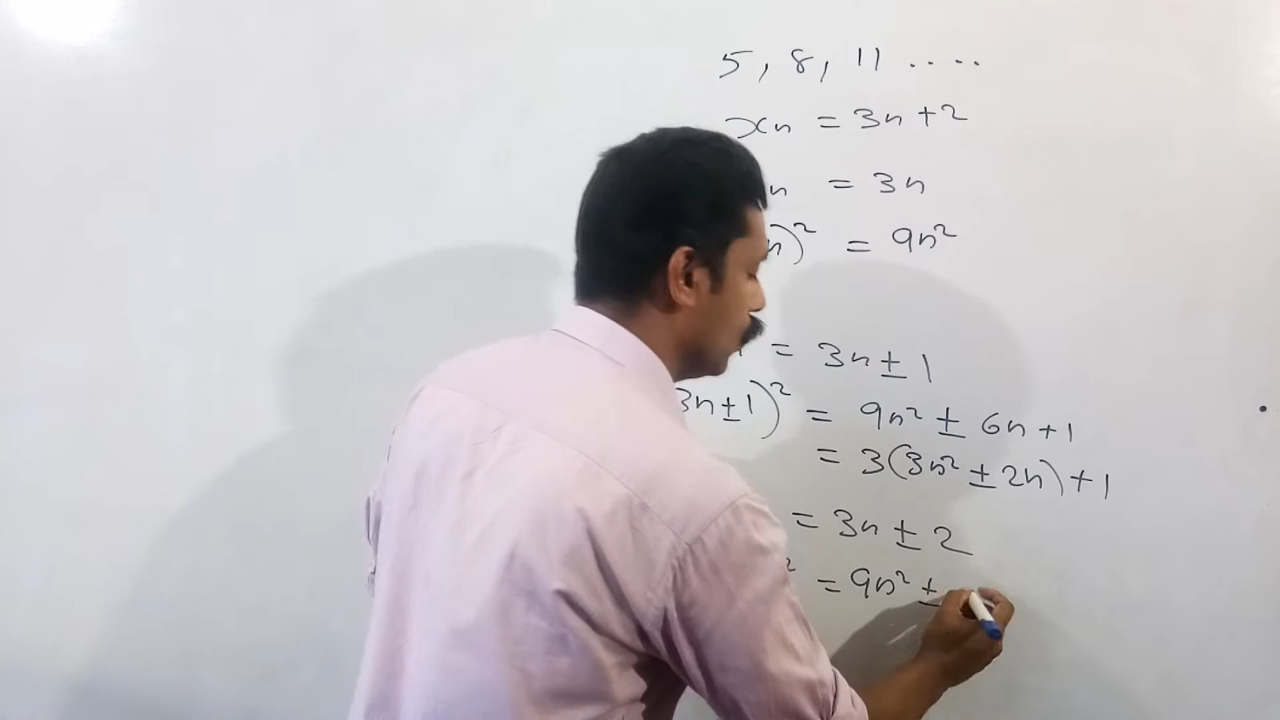 5, 8, 11 .....
xn = 3n + 2
n = 3n
n)² = 9n²
= 3n ± 1
3n ± 1)² = 9n² ± 6n + 1
= 3(3n² ± 2n) + 1
= 3n ± 2
² = 9n² ±